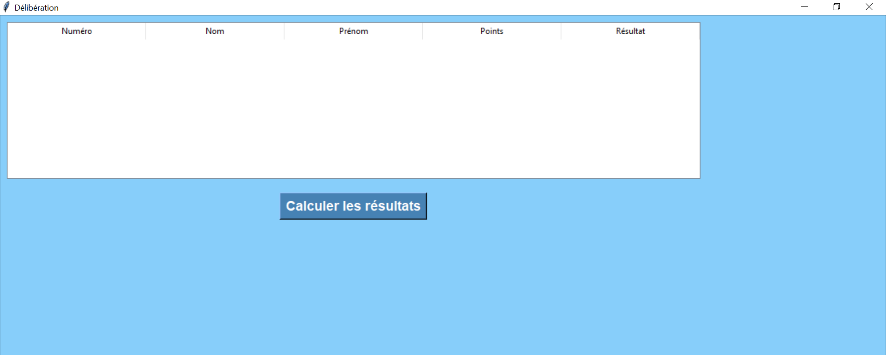 Délibération
Numéro Nom Prénom Points Résultat
Calculer les résultats